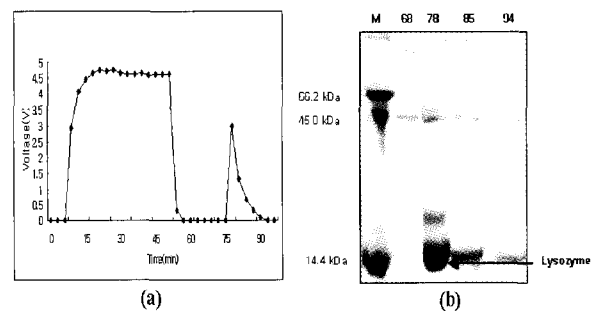 5
4.5
4
3.5
3
2.5
2
1.5
1
0.5
0
Voltage(V)
0 15 30 45 60 75 90
Time(min)
(a)
M 68 78 85 94
66.2 kDa
45.0 kDa
14.4 kDa
Lysozyme
(b)